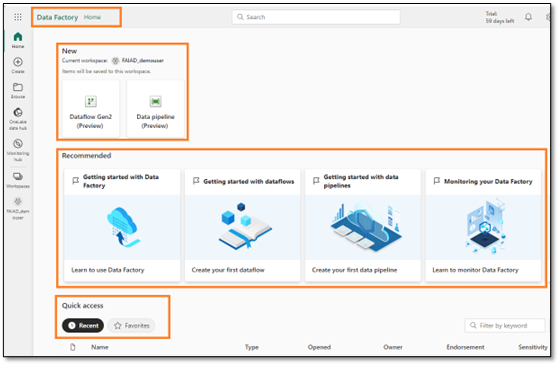 Data Factory Home
Search
Trial:
59 days left
Home
Create
Browse
OneLake
data hub
Monitoring
hub
Workspaces
FAIAD_dem
ouser
New
Current workspace: FAIAD_demouser
Items will be saved to this workspace.
Dataflow Gen2
(Preview)
Data pipeline
(Preview)
Recommended
Getting started with Data
Factory
Learn to use Data Factory
Getting started with dataflows
Create your first dataflow
Getting started with data
pipelines
Create your first data pipeline
Monitoring your Data Factory
Learn to monitor Data Factory
Quick access
Recent
Favorites
Filter by keyword
Name Type Opened Owner Endorsement Sensitivity